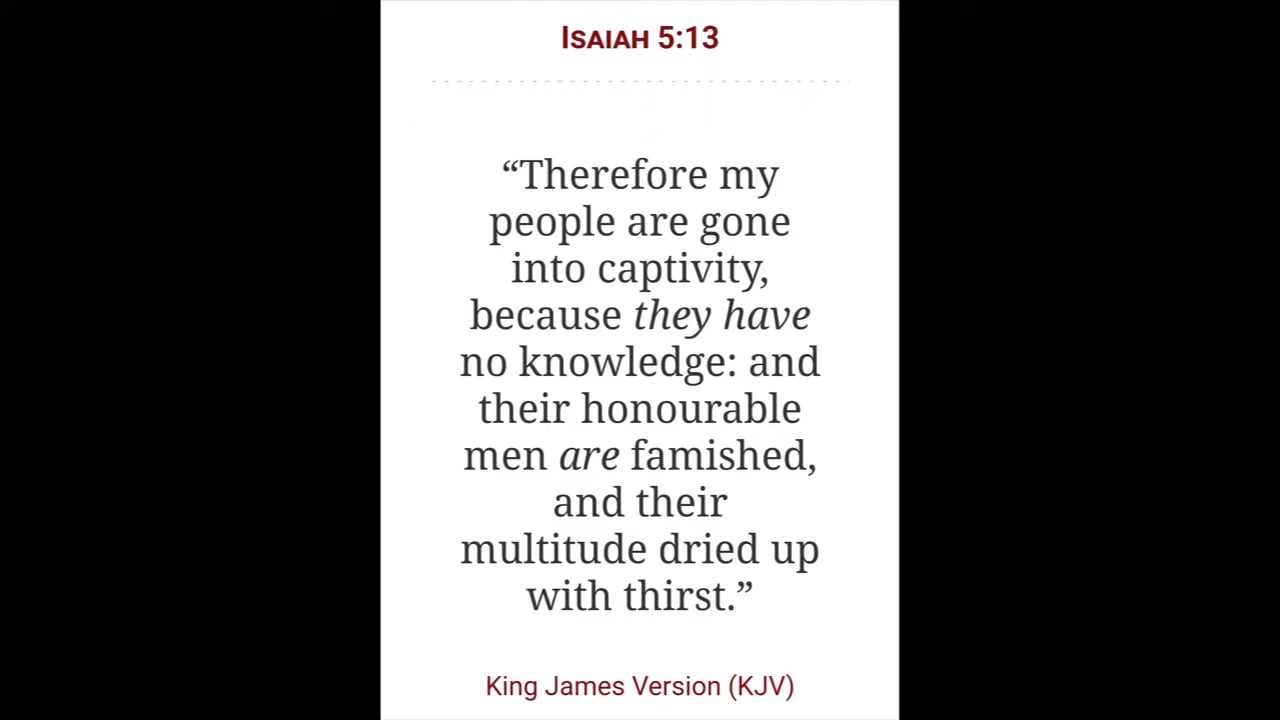 Isaiah 5:13
“Therefore my
people are gone
into captivity,
because they have
no knowledge: and
their honourable
men are famished,
and their
multitude dried up
with thirst.”
King James Version (KJV)